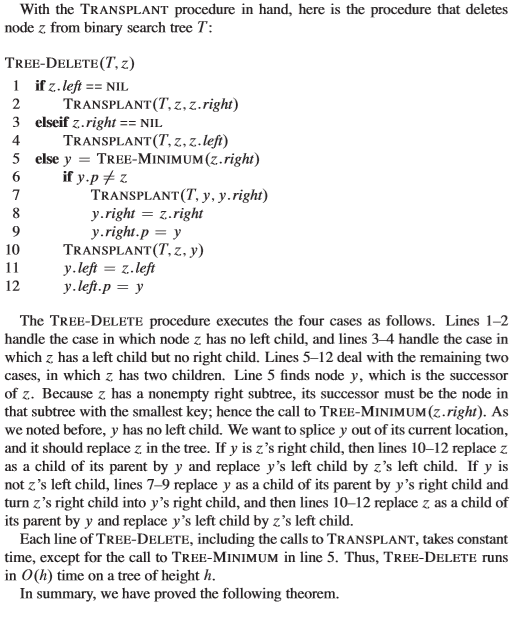 With the TRANSPLANT procedure in hand, here is the procedure that deletes
node z from binary search tree T:
TREE-DELETE(T, z)
1 if z.left == NIL
2 TRANSPLANT(T, z, z.right)
3 elseif z.right == NIL
4 TRANSPLANT(T, z, z.left)
5 else y = TREE-MINIMUM(z.right)
6 if y.p ≠ z
7 TRANSPLANT(T, y, y.right)
8 y.right = z.right
9 y.right.p = y
10 TRANSPLANT(T, z, y)
11 y.left = z.left
12 y.left.p = y
The TREE-DELETE procedure executes the four cases as follows. Lines 1–2
handle the case in which node z has no left child, and lines 3–4 handle the case in
which z has a left child but no right child. Lines 5–12 deal with the remaining two
cases, in which z has two children. Line 5 finds node y, which is the successor
of z. Because z has a nonempty right subtree, its successor must be the node in
that subtree with the smallest key; hence the call to TREE-MINIMUM(z.right). As
we noted before, y has no left child. We want to splice y out of its current location,
and it should replace z in the tree. If y is z's right child, then lines 10–12 replace z
as a child of its parent by y and replace y's left child by z's left child. If y is
not z's left child, lines 7–9 replace y as a child of its parent by y's right child and
turn z's right child into y's right child, and then lines 10–12 replace z as a child of
its parent by y and replace y's left child by z's left child.
Each line of TREE-DELETE, including the calls to TRANSPLANT, takes constant
time, except for the call to TREE-MINIMUM in line 5. Thus, TREE-DELETE runs
in O(h) time on a tree of height h.
In summary, we have proved the following theorem.